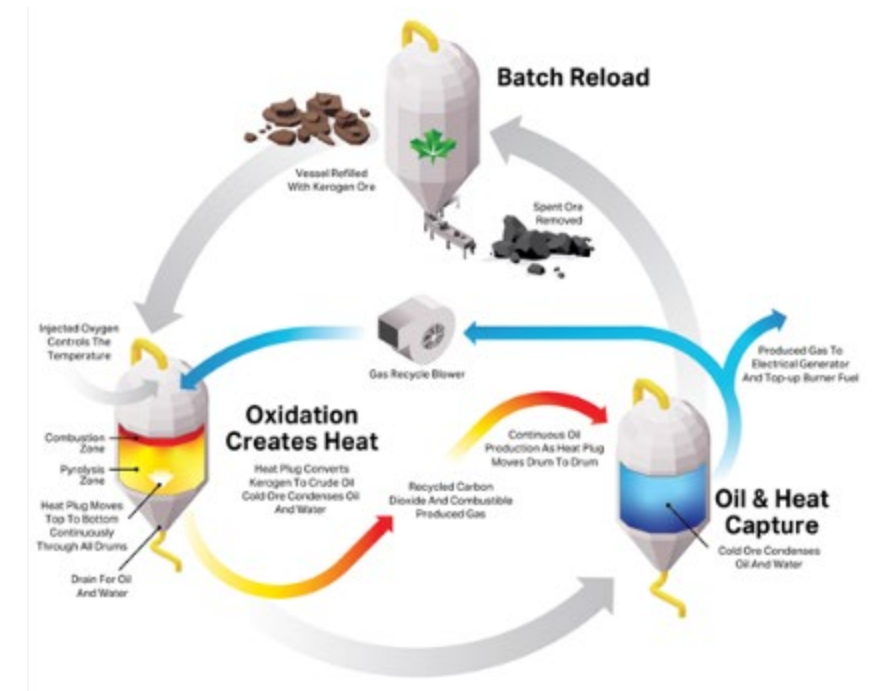 Batch Reload
Vessel Refilled
With Kerogen Ore
Spent Ore
Removed
Injected Oxygen
Controls The
Temperature
Gas Recycle Blower
Produced Gas To
Electrical Generator
And Top-up Burner Fuel
Oxidation
Creates Heat
Heat Plug Converts
Kerogen To Crude Oil
Cold Ore Condenses Oil
And Water
Continuous Oil
Production As Heat Plug
Moves Drum To Drum
Combustion
Zone
Pyrolysis
Zone
Heat Plug Moves
Top To Bottom
Continuously
Through All Drums
Drain For Oil
And Water
Recycled Carbon
Dioxide And Combustible
Produced Gas
Oil & Heat
Capture
Cold Ore Condenses
Oil And Water